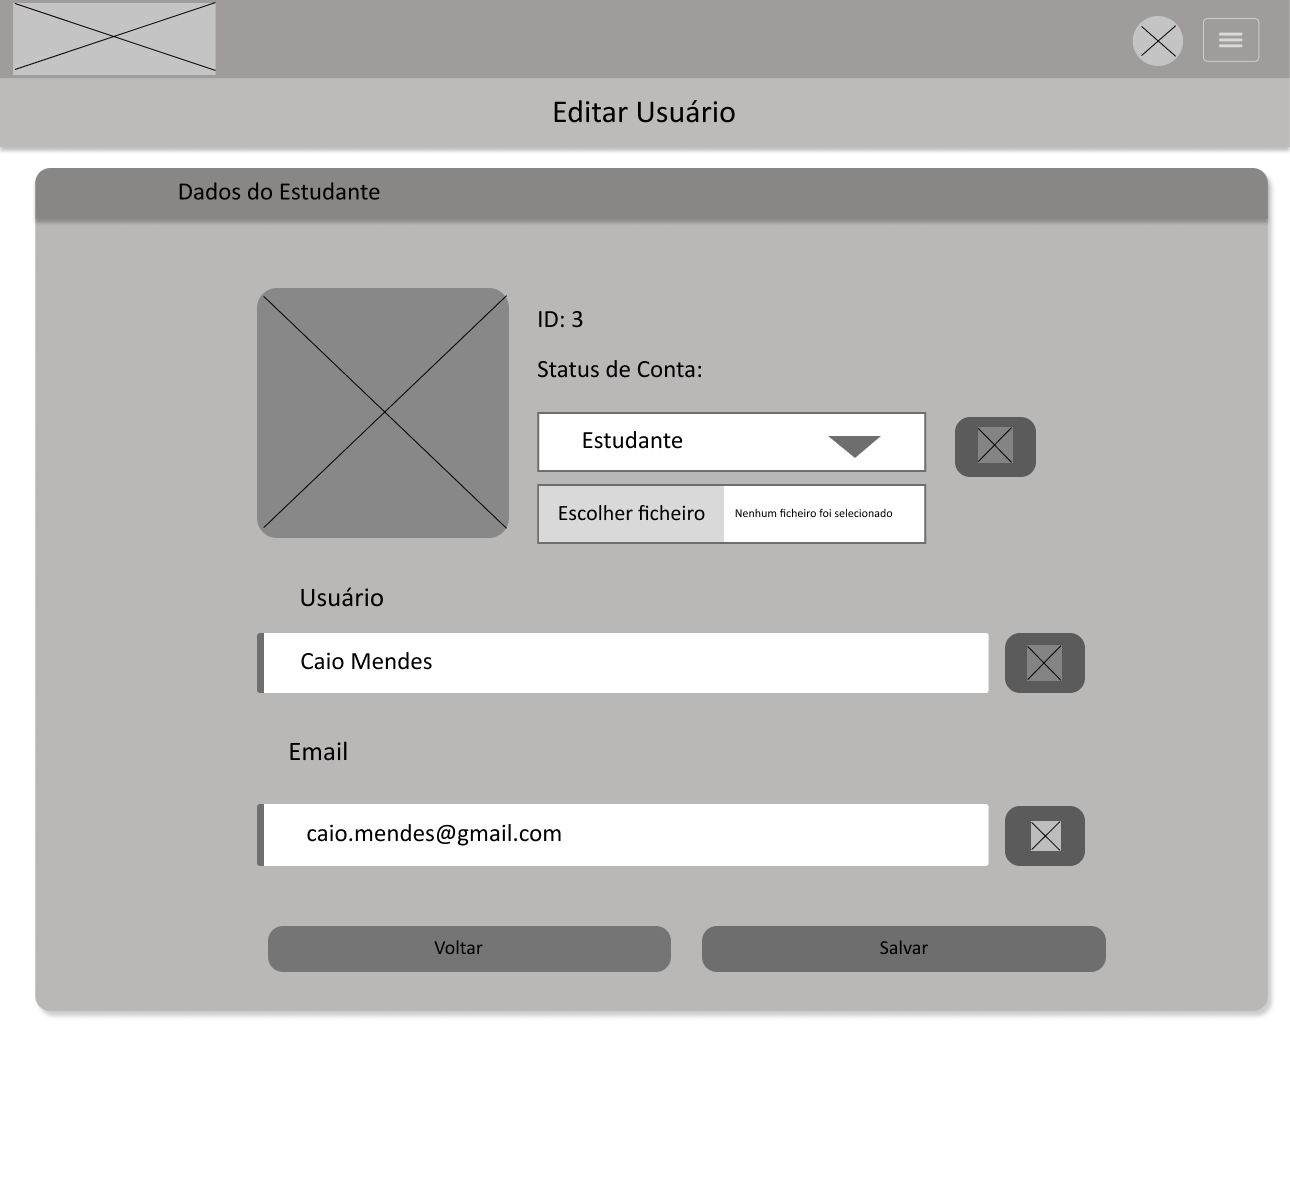 Editar Usuário
Dados do Estudante
ID: 3
Status de Conta:
Estudante
Escolher ficheiro
Nenhum ficheiro foi selecionado
Usuário
Caio Mendes
Email
caio.mendes@gmail.com
Voltar
Salvar